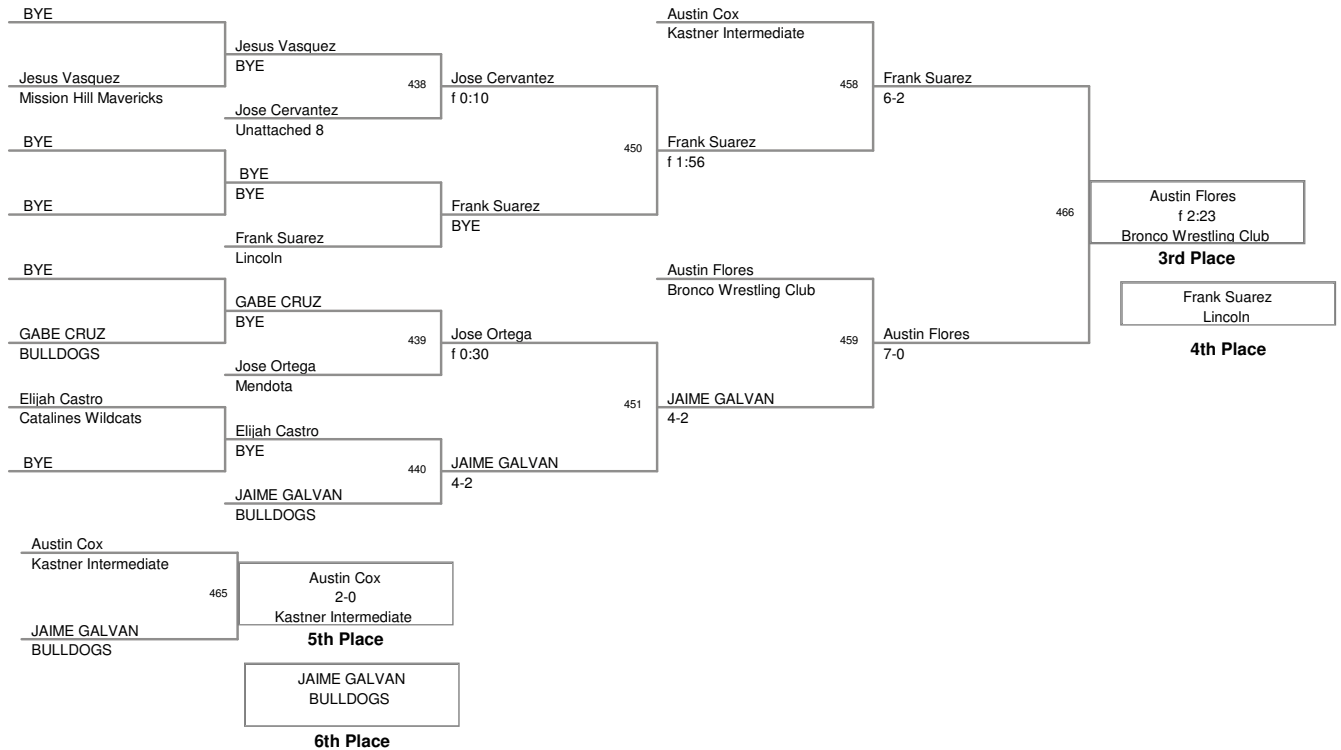 BYE
Jesus Vasquez
Mission Hill Mavericks
BYE
BYE
BYE
GABE CRUZ
BULLDOGS
Elijah Castro
Catalines Wildcats
BYE
Jesus Vasquez
BYE
438
Jose Cervantez
Unattached 8
BYE
BYE
Frank Suarez
Lincoln
GABE CRUZ
BYE
439
Jose Ortega
Mendota
Elijah Castro
BYE
440
JAIME GALVAN
BULLDOGS
Jose Cervantez
f 0:10
450
Frank Suarez
BYE
Jose Ortega
f 0:30
451
JAIME GALVAN
4-2
Austin Cox
Kastner Intermediate
458
Frank Suarez
f 1:56
Austin Flores
Bronco Wrestling Club
459
JAIME GALVAN
4-2
Frank Suarez
6-2
466
Austin Flores
7-0
Austin Flores
f 2:23
Bronco Wrestling Club
3rd Place
Frank Suarez
Lincoln
4th Place
Austin Cox
Kastner Intermediate
465
JAIME GALVAN
BULLDOGS
Austin Cox
2-0
Kastner Intermediate
5th Place
JAIME GALVAN
BULLDOGS
6th Place